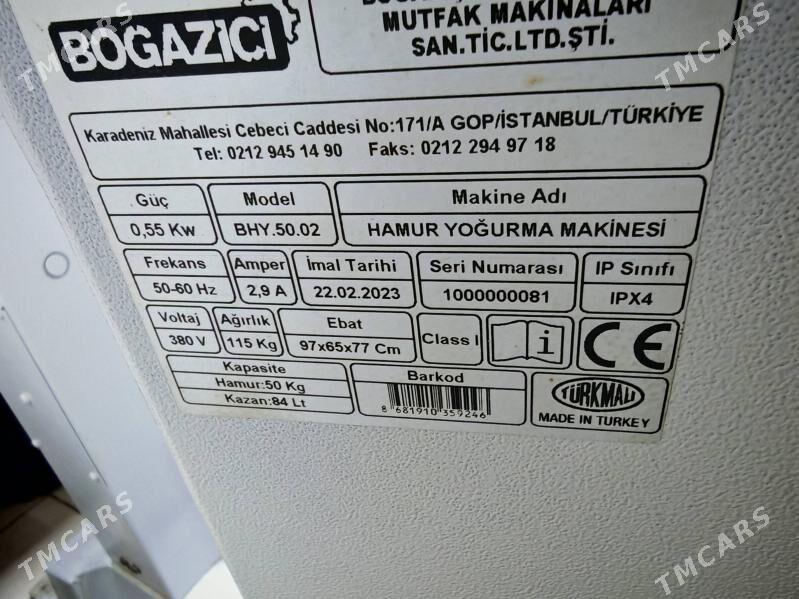 BOĞAZİÇİ
MUTFAK MAKİNALARI
SAN.TİC.LTD.ŞTİ.
Karadeniz Mahallesi Cebeci Caddesi No:171/A GOP/İSTANBUL/TÜRKİYE
Tel: 0212 945 14 90 Faks: 0212 294 97 18
Güç Model Makine Adı
0,55 Kw BHY.50.02 HAMUR YOĞURMA MAKİNESİ
Frekans Amper İmal Tarihi Seri Numarası IP Sınıfı
50-60 Hz 2,9 A 22.02.2023 1000000081 IPX4
Voltaj Ağırlık Ebat Class I i CE
380 V 115 Kg 97x65x77 Cm
Kapasite Barkod
Hamur:50 Kg
Kazan:84 Lt
8 681910 359246
TÜRKMALI
MADE IN TURKEY
TMCARS
TMCARS
TMCARS
TMCARS